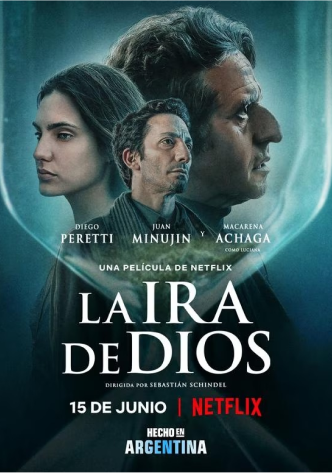 DIEGO PERETTI
JUAN MINUJIN
Y
MACARENA ACHAGA
COMO LUCIANA
UNA PELÍCULA DE NETFLIX
LA IRA
DE DIOS
DIRIGIDA POR SEBASTIÁN SCHINDEL
15 DE JUNIO | NETFLIX
HECHO EN
ARGENTINA